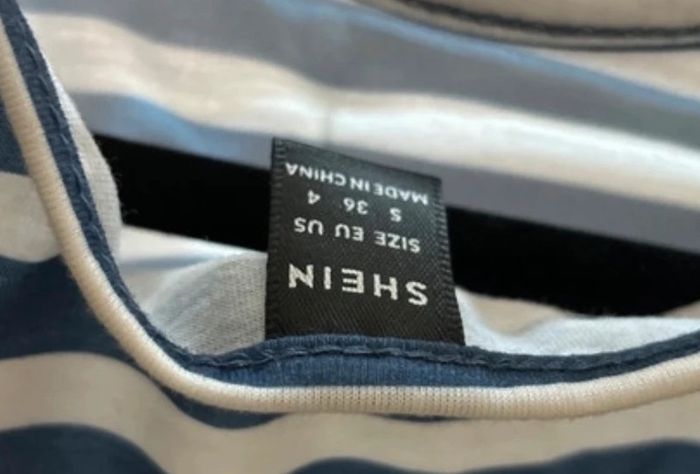 SHEIN
SIZE EU US
S 36 4
MADE IN CHINA